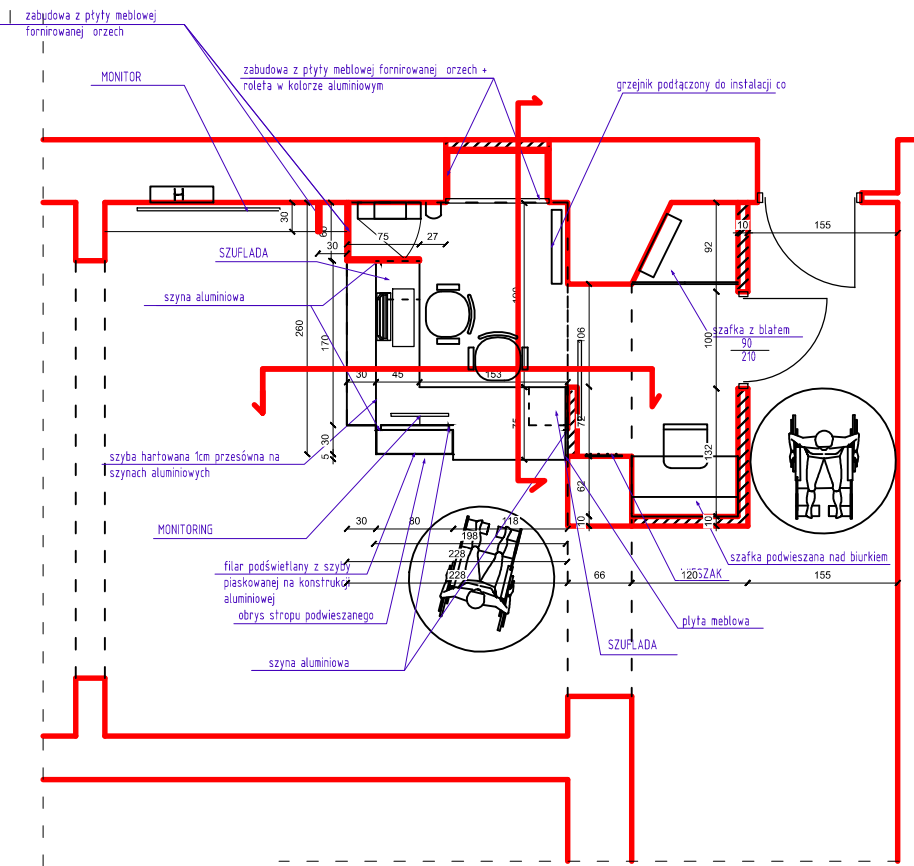 zabudowa z płyty meblowej
fornirowanej orzech
MONITOR
zabudowa z płyty meblowej fornirowanej orzech +
roleta w kolorze aluminiowym
grzejnik podłączony do instalacji co
H
30
60
30
75
27
10
155
92
SZUFLADA
szyna aluminiowa
260
170
106
100
szafka z blatem
90
210
30
45
153
75
72
132
30
5
szyba hartowana 1cm przesówna na
szynach aluminiowych
62
MONITORING
30
80
118
10
10
198
228
228
66
120
155
szafka podwieszana nad biurkiem
filar podświetlany z szyby
piaskowanej na konstrukcji
aluminiowej
obrys stropu podwieszanego
plyta meblowa
SZUFLADA
szyna aluminiowa